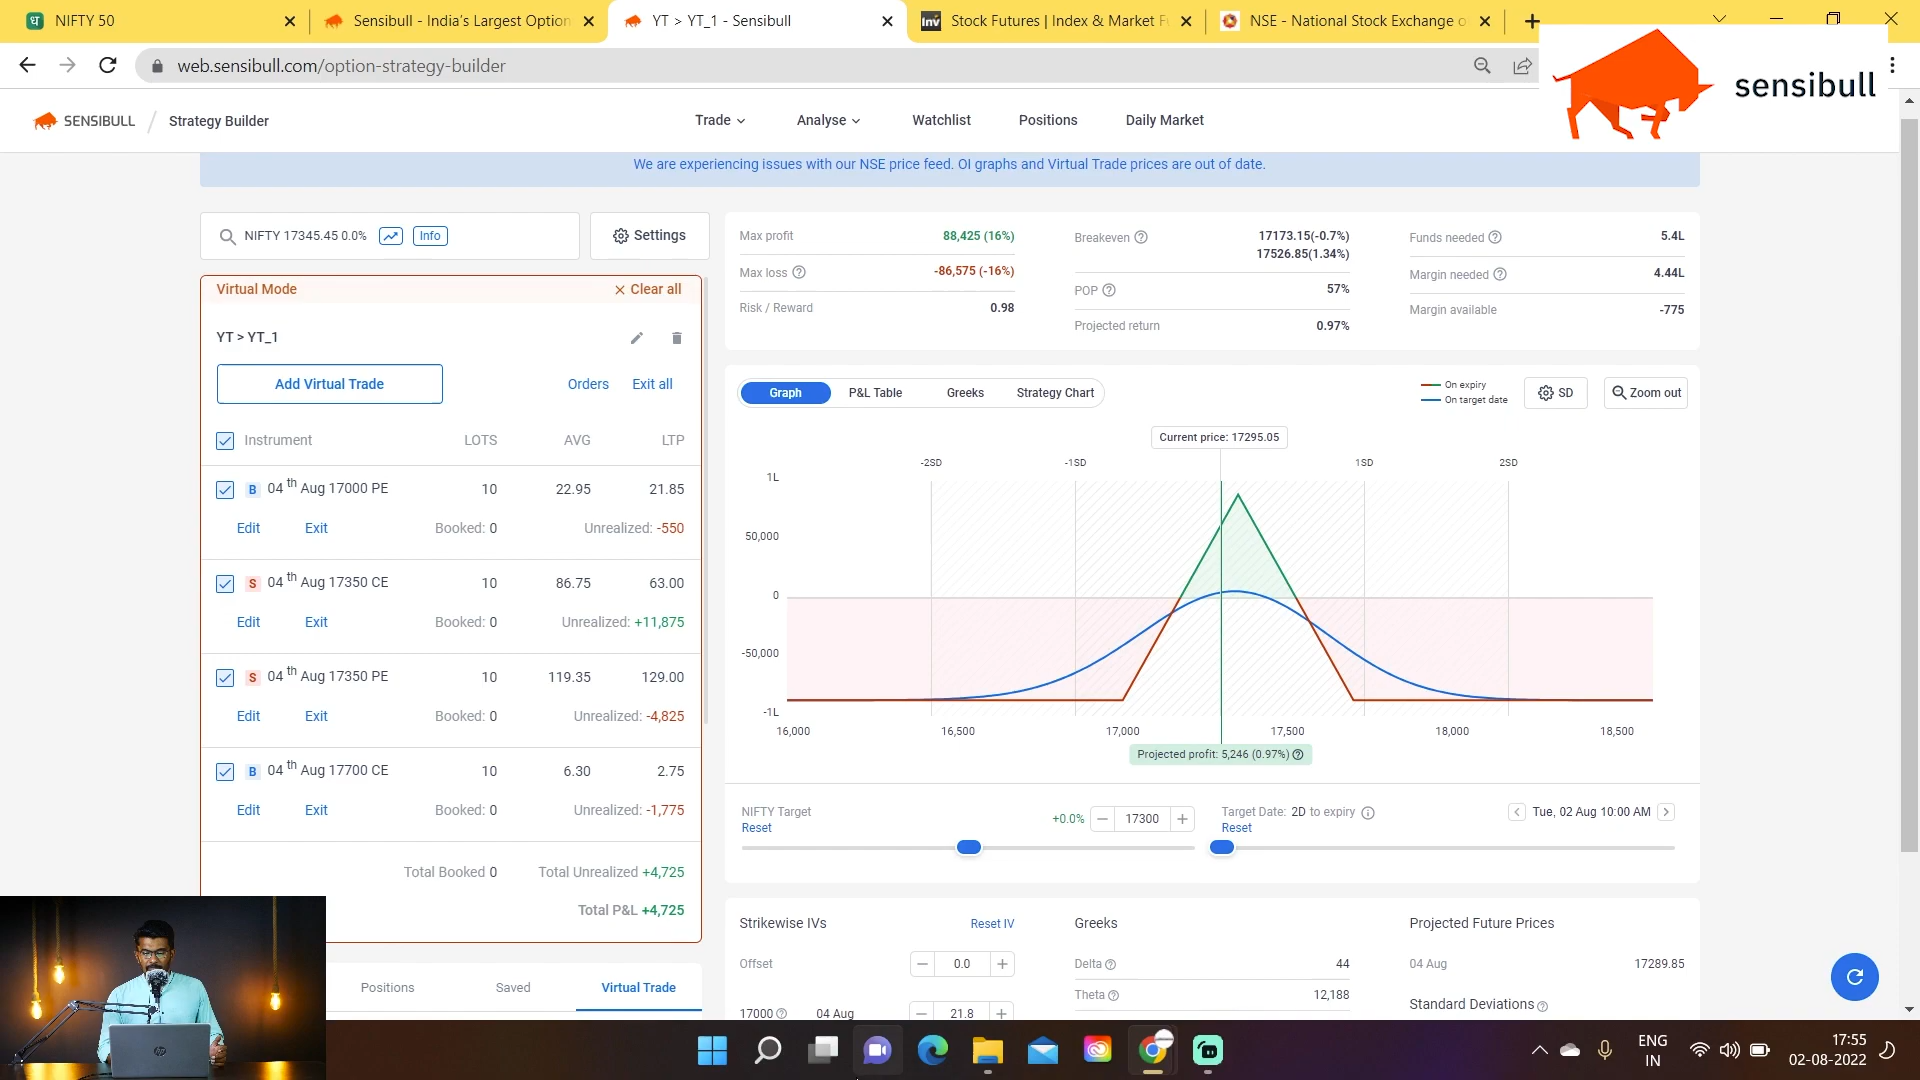 NIFTY 50
Sensibull - India's Largest Option
YT > YT_1 - Sensibull
Stock Futures | Index & Market F
NSE - National Stock Exchange o
web.sensibull.com/option-strategy-builder
sensibull
SENSIBULL / Strategy Builder
Trade
Analyse
Watchlist
Positions
Daily Market
We are experiencing issues with our NSE price feed. OI graphs and Virtual Trade prices are out of date.
NIFTY 17345.45 0.0%
Info
Settings
Virtual Mode
Clear all
YT > YT_1
Add Virtual Trade
Orders
Exit all
Instrument LOTS AVG LTP
B 04 th Aug 17000 PE 10 22.95 21.85
Edit Exit Booked: 0 Unrealized: -550
S 04 th Aug 17350 CE 10 86.75 63.00
Edit Exit Booked: 0 Unrealized: +11,875
S 04 th Aug 17350 PE 10 119.35 129.00
Edit Exit Booked: 0 Unrealized: -4,825
B 04 th Aug 17700 CE 10 6.30 2.75
Edit Exit Booked: 0 Unrealized: -1,775
Total Booked 0 Total Unrealized +4,725
Total P&L +4,725
Positions Saved Virtual Trade
Max profit 88,425 (16%)
Max loss -86,575 (-16%)
Risk / Reward 0.98
Breakeven 17173.15(-0.7%)
17526.85(1.34%)
POP 57%
Projected return 0.97%
Funds needed 5.4L
Margin needed 4.44L
Margin available -775
Graph P&L Table Greeks Strategy Chart
On expiry
On target date
SD
Zoom out
Current price: 17295.05
-2SD -1SD 1SD 2SD
1L
50,000
0
-50,000
-1L
16,000 16,500 17,000 17,500 18,000 18,500
Projected profit: 5,246 (0.97%)
NIFTY Target
Reset
+0.0% − 17300 +
Target Date: 2D to expiry
Reset
Tue, 02 Aug 10:00 AM
Strikewise IVs Reset IV
Offset − 0.0 +
17000 04 Aug − 21.8 +
Greeks
Delta 44
Theta 12,188
Projected Future Prices
04 Aug 17289.85
Standard Deviations
hp
ENG
IN
17:55
02-08-2022